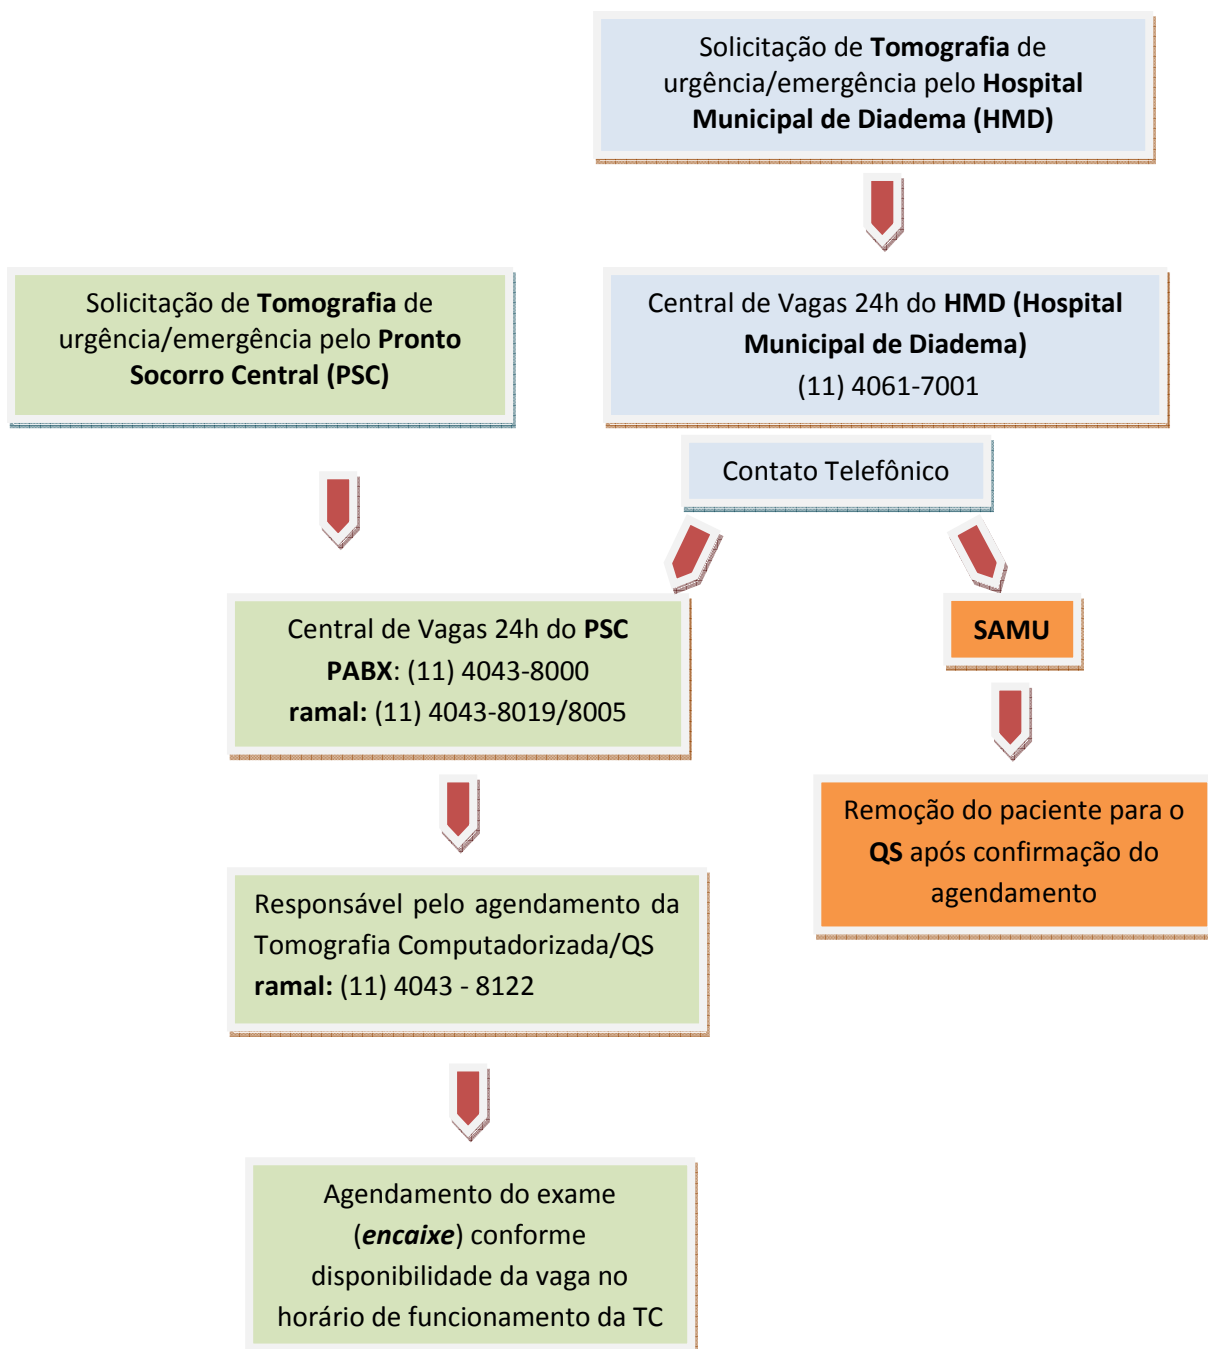 Solicitação de Tomografia de
urgência/emergência pelo Hospital
Municipal de Diadema (HMD)
Solicitação de Tomografia de
urgência/emergência pelo Pronto
Socorro Central (PSC)
Central de Vagas 24h do HMD (Hospital
Municipal de Diadema)
(11) 4061-7001
Contato Telefônico
Central de Vagas 24h do PSC
PABX: (11) 4043-8000
ramal: (11) 4043-8019/8005
SAMU
Remoção do paciente para o
QS após confirmação do
agendamento
Responsável pelo agendamento da
Tomografia Computadorizada/QS
ramal: (11) 4043 - 8122
Agendamento do exame
(encaixe) conforme
disponibilidade da vaga no
horário de funcionamento da TC